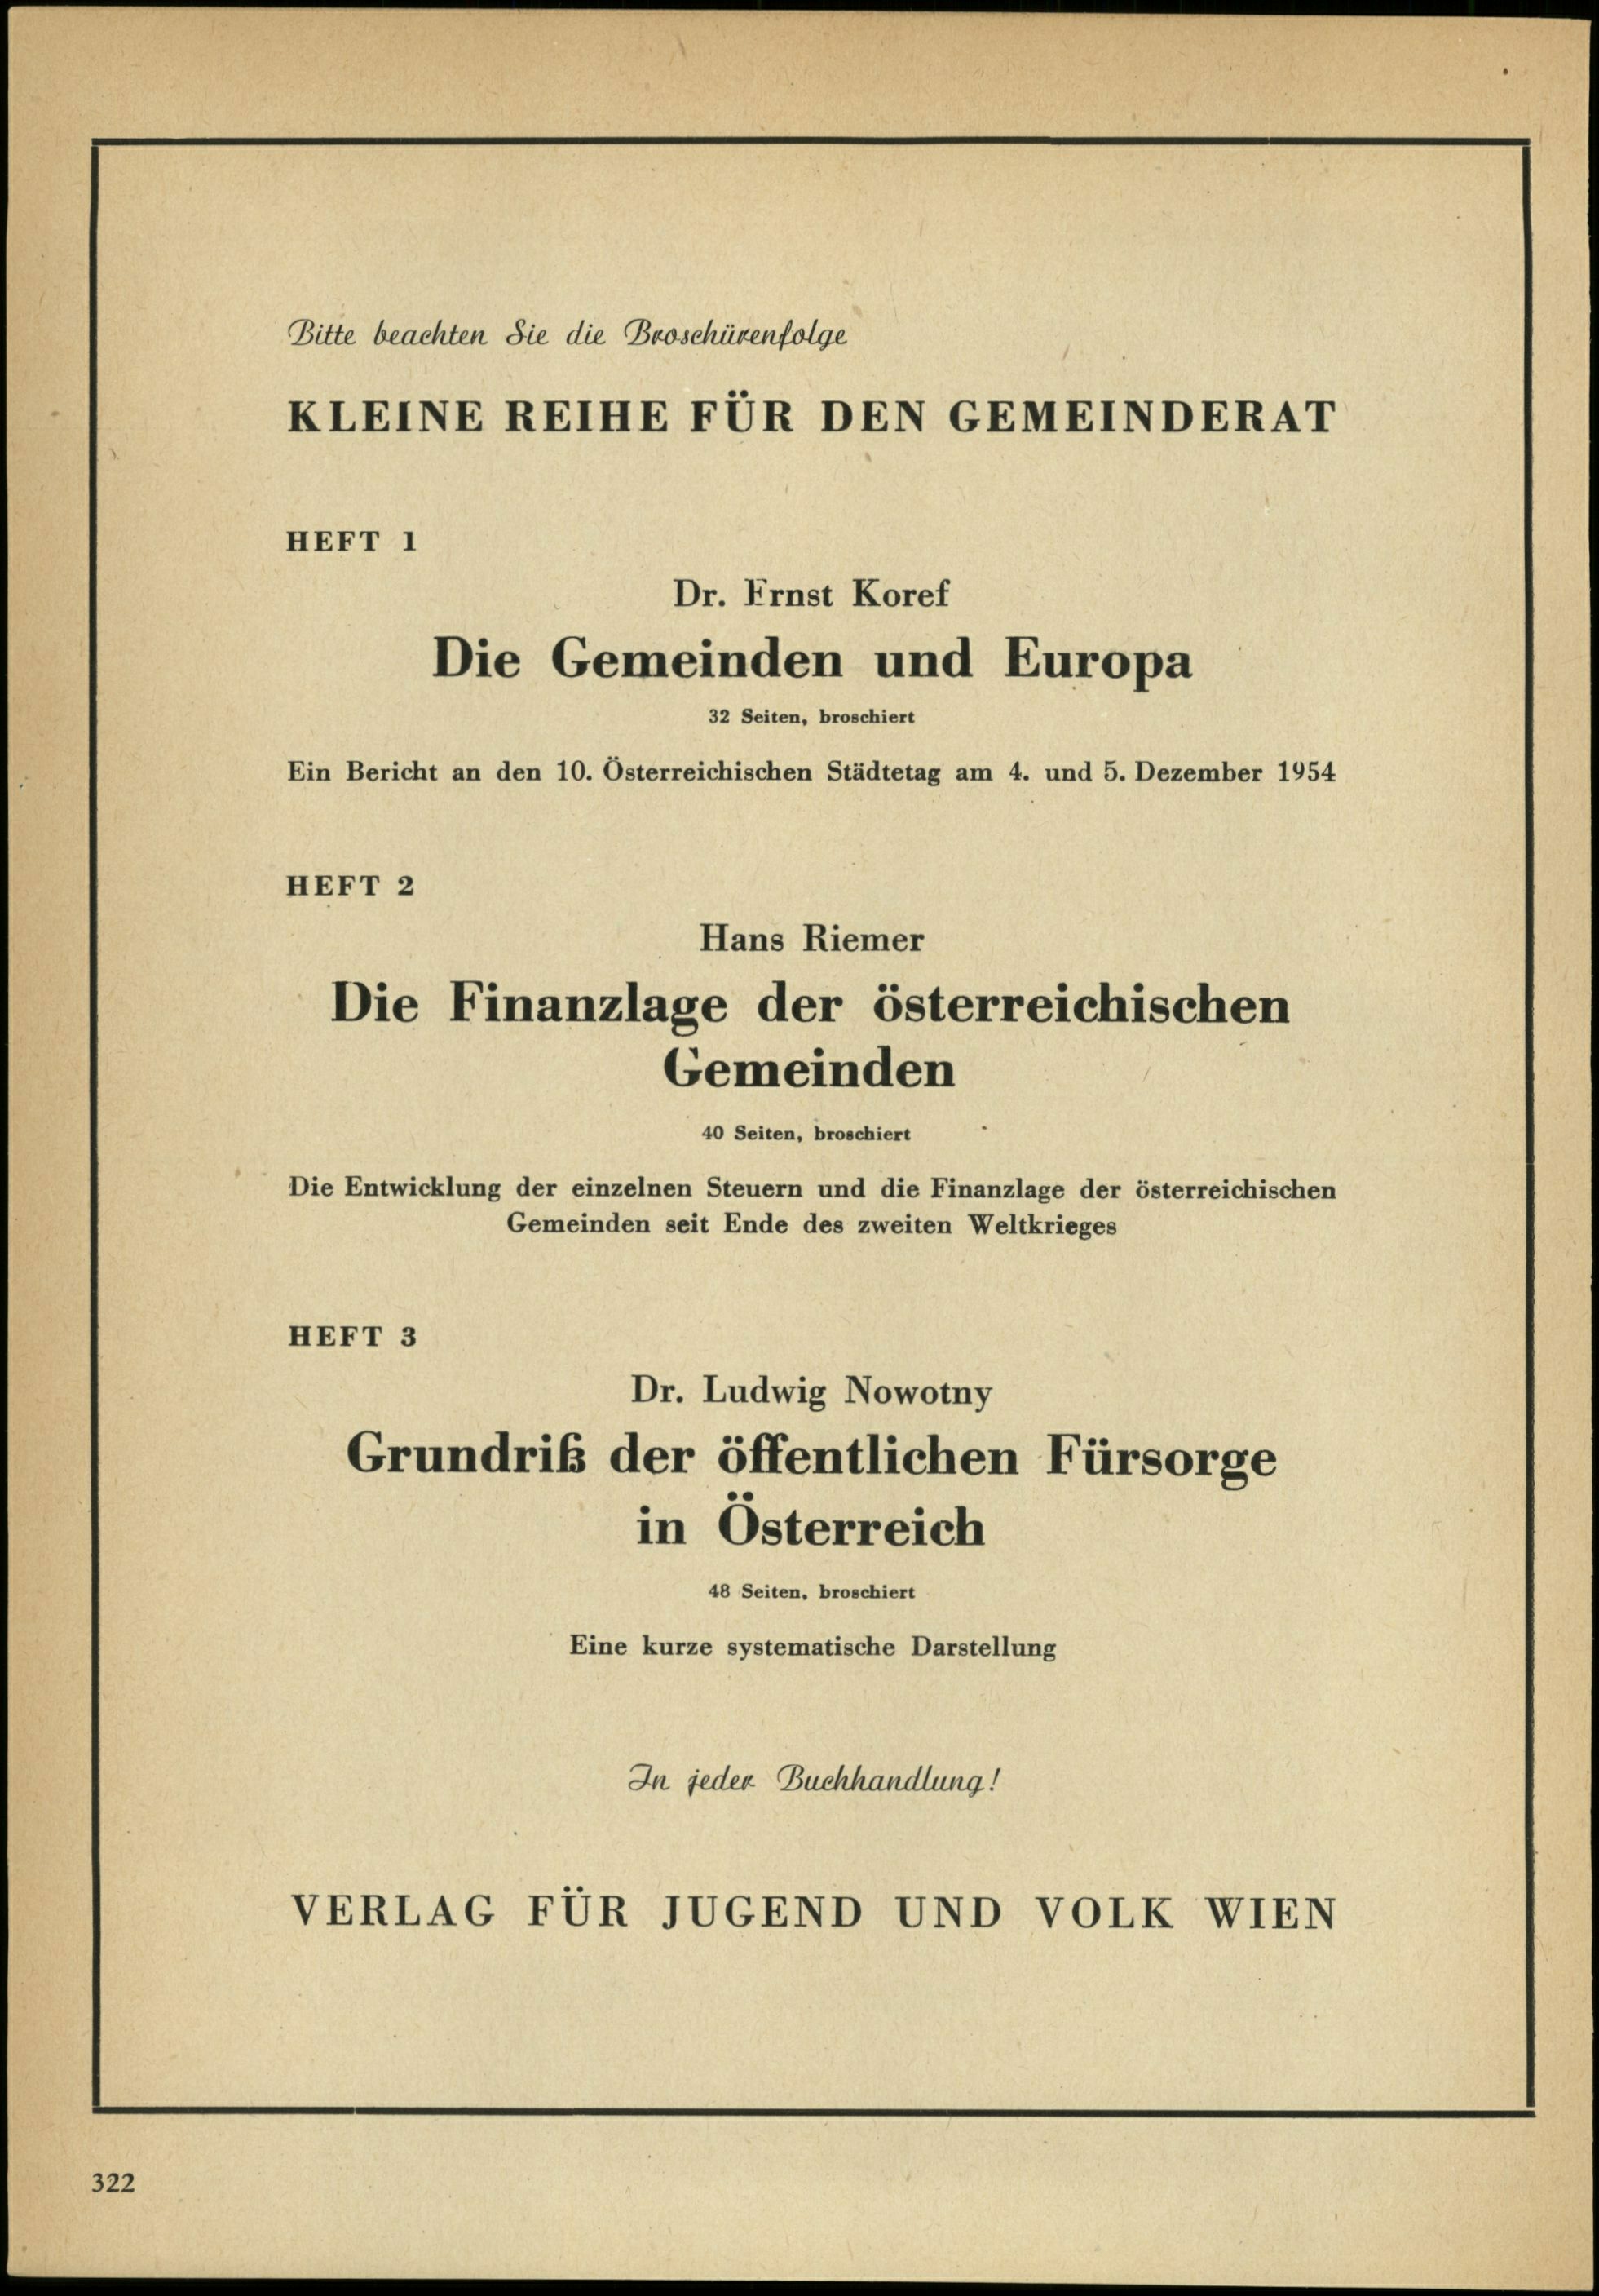 Bitte beachten Sie die Broschürenfolge
KLEINE REIHE FÜR DEN GEMEINDERAT
HEFT 1
Dr. Ernst Koref
Die Gemeinden und Europa
32 Seiten, broschiert
Ein Bericht an den 10. Österreichischen Städtetag am 4. und 5. Dezember 1954
HEFT 2
Hans Riemer
Die Finanzlage der österreichischen
Gemeinden
40 Seiten, broschiert
Die Entwicklung der einzelnen Steuern und die Finanzlage der österreichischen
Gemeinden seit Ende des zweiten Weltkrieges
HEFT 3
Dr. Ludwig Nowotny
Grundriß der öffentlichen Fürsorge
in Österreich
48 Seiten, broschiert
Eine kurze systematische Darstellung
In jeder Buchhandlung!
VERLAG FÜR JUGEND UND VOLK WIEN
322